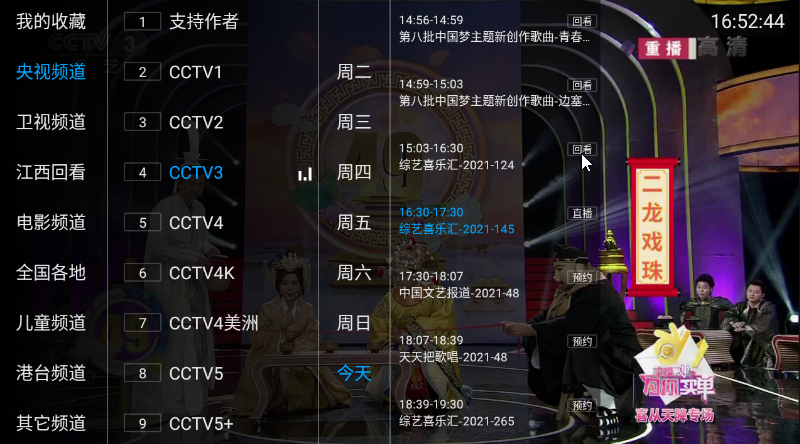 我的收藏
央视频道
卫视频道
江西回看
电影频道
全国各地
儿童频道
港台频道
其它频道
1 支持作者
2 CCTV1
3 CCTV2
4 CCTV3
5 CCTV4
6 CCTV4K
7 CCTV4美洲
8 CCTV5
9 CCTV5+
周二
周三
周四
周五
周六
周日
今天
14:56-14:59 回看
第八批中国梦主题新创作歌曲-青春...
14:59-15:03 回看
第八批中国梦主题新创作歌曲-边塞...
15:03-16:30 回看
综艺喜乐汇-2021-124
16:30-17:30 直播
综艺喜乐汇-2021-145
17:30-18:07 预约
中国文艺报道-2021-48
18:07-18:39 预约
天天把歌唱-2021-48
18:39-19:30 预约
综艺喜乐汇-2021-265
16:52:44
重播 高清
二龙戏珠
为你买单
喜从天降专场
CCTV 3
49